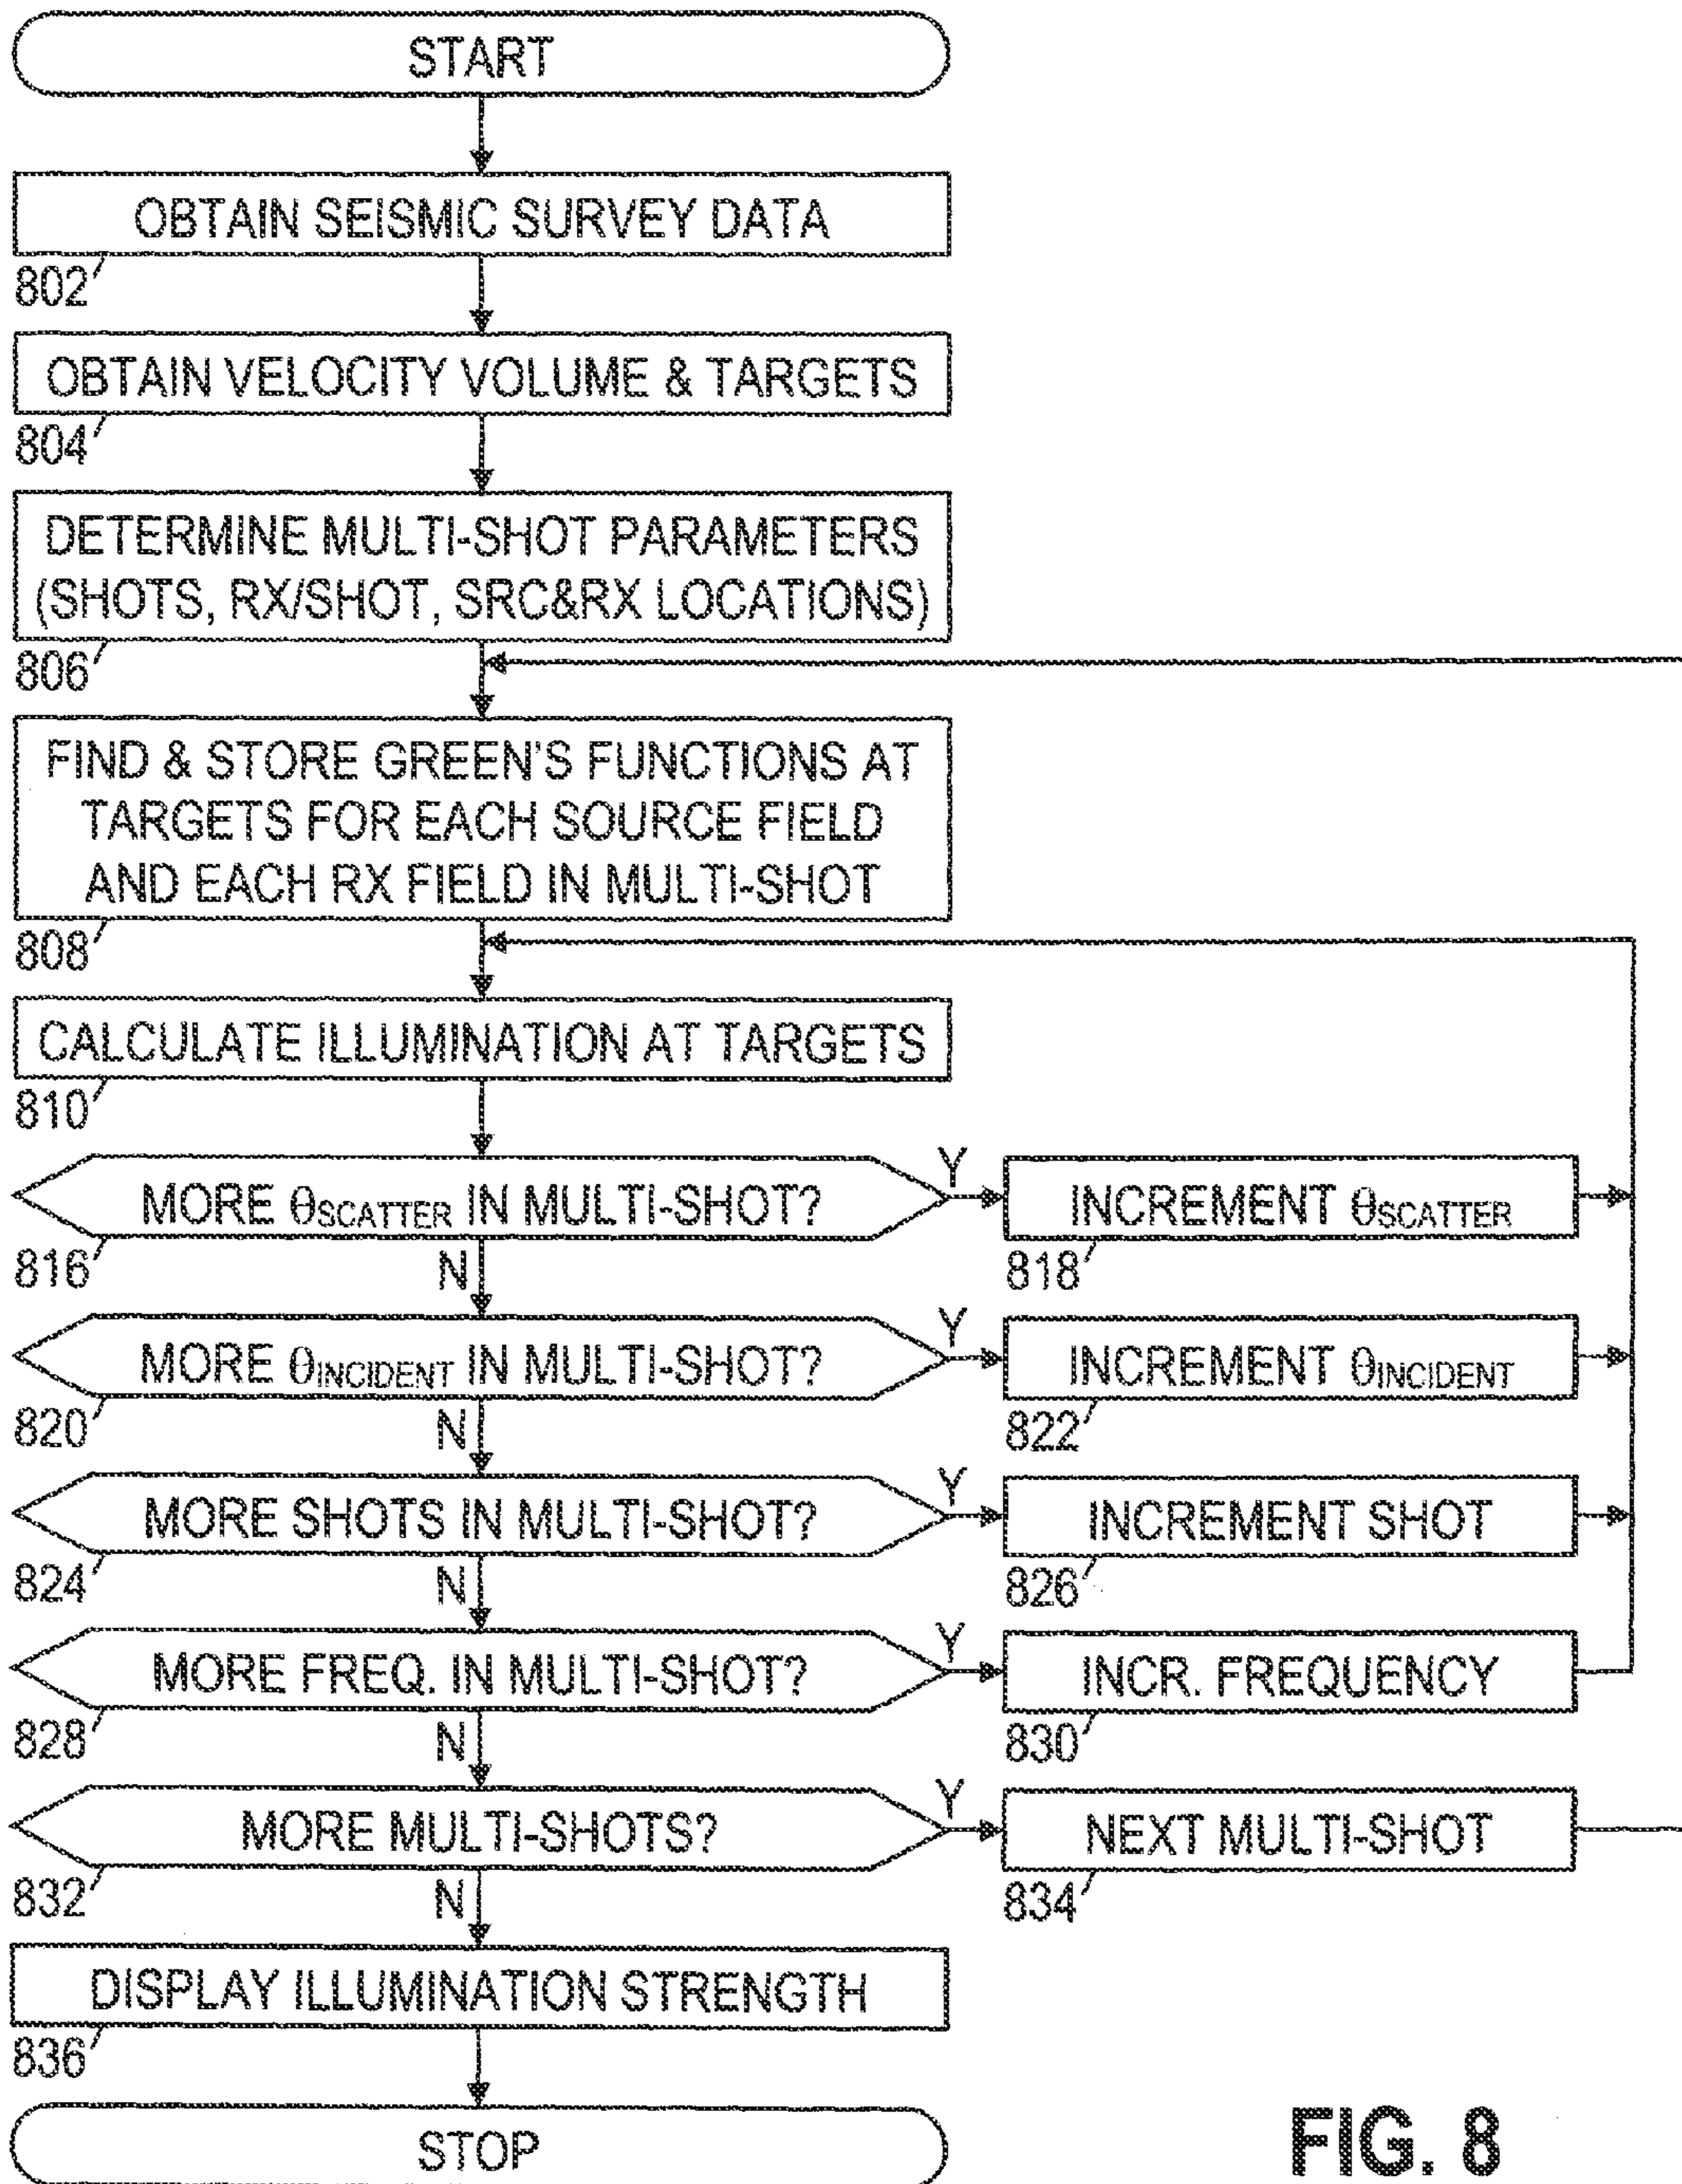 START
OBTAIN SEISMIC SURVEY DATA
802
OBTAIN VELOCITY VOLUME & TARGETS
804
DETERMINE MULTI-SHOT PARAMETERS
(SHOTS, RX/SHOT, SRC&RX LOCATIONS)
806
FIND & STORE GREEN'S FUNCTIONS AT
TARGETS FOR EACH SOURCE FIELD
AND EACH RX FIELD IN MULTI-SHOT
808
CALCULATE ILLUMINATION AT TARGETS
810
MORE θSCATTER IN MULTI-SHOT?
Y
INCREMENT θSCATTER
816
N
818
MORE θINCIDENT IN MULTI-SHOT?
Y
INCREMENT θINCIDENT
820
N
822
MORE SHOTS IN MULTI-SHOT?
Y
INCREMENT SHOT
824
N
826
MORE FREQ. IN MULTI-SHOT?
Y
INCR. FREQUENCY
828
N
830
MORE MULTI-SHOTS?
Y
NEXT MULTI-SHOT
832
N
834
DISPLAY ILLUMINATION STRENGTH
836
STOP
FIG. 8